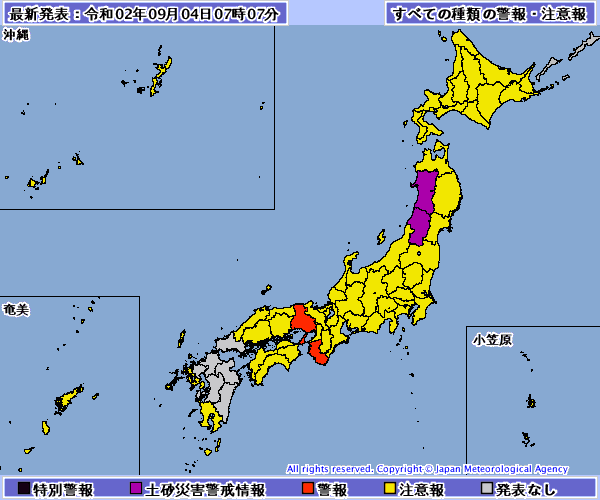 最新発表：令和02年09月04日07時07分
すべての種類の警報・注意報
沖縄
奄美
小笠原
All rights reserved. Copyright © Japan Meteorological Agency
特別警報 土砂災害警戒情報 警報 注意報 発表なし